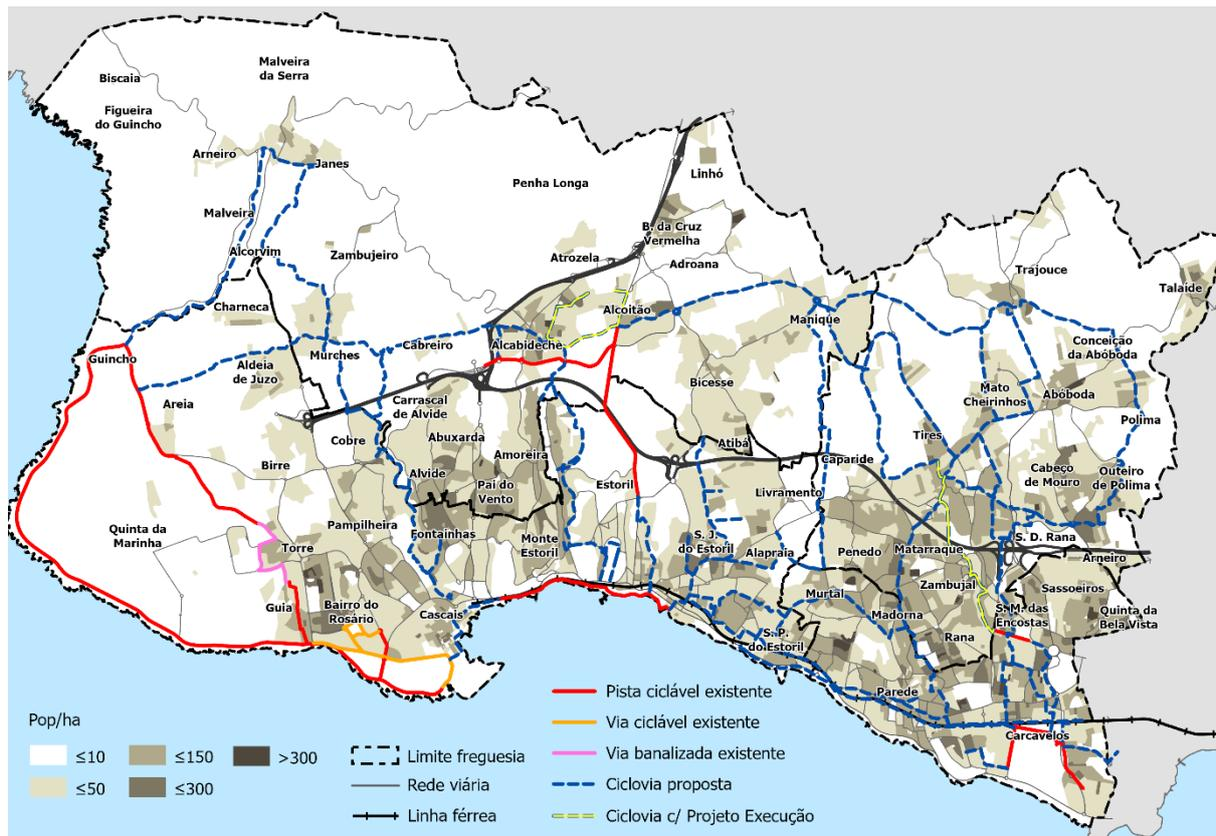 Malveira
da Serra
Biscaia
Figueira
do Guincho
Arneiro
Janes
Linhó
Penha Longa
Malveira
B. da Cruz
Vermelha
Alcorvim
Zambujeiro
Atrozela
Adroana
Trajouce
Talaíde
Charneca
Alcoitão
Manique
Guincho
Murches
Cabreiro
Alcabideche
Conceição
da Abóboda
Aldeia
de Juzo
Bicesse
Mato
Cheirinhos
Abóboda
Areia
Carrascal
de Alvide
Polima
Cobre
Abuxarda
Atibá
Tires
Amoreira
Caparide
Birre
Alvide
Pai do
Vento
Estoril
Livramento
Cabeço
de Mouro
Outeiro
de Polima
Quinta da
Marinha
Pampilheira
Fontainhas
Monte
Estoril
S. J.
do Estoril
Alapraia
Penedo
Matarraque
S. D. Rana
Arneiro
Torre
Zambujal
Sassoeiros
Guia
Bairro do
Rosário
Cascais
Murtal
Madorna
S. M. das
Encostas
Quinta da
Bela Vista
S. P.
do Estoril
Rana
Parede
Carcavelos
Pop/ha
≤10
≤150
>300
≤50
≤300
Limite freguesia
Rede viária
Linha férrea
Pista ciclável existente
Via ciclável existente
Via banalizada existente
Ciclovia proposta
Ciclovia c/ Projeto Execução